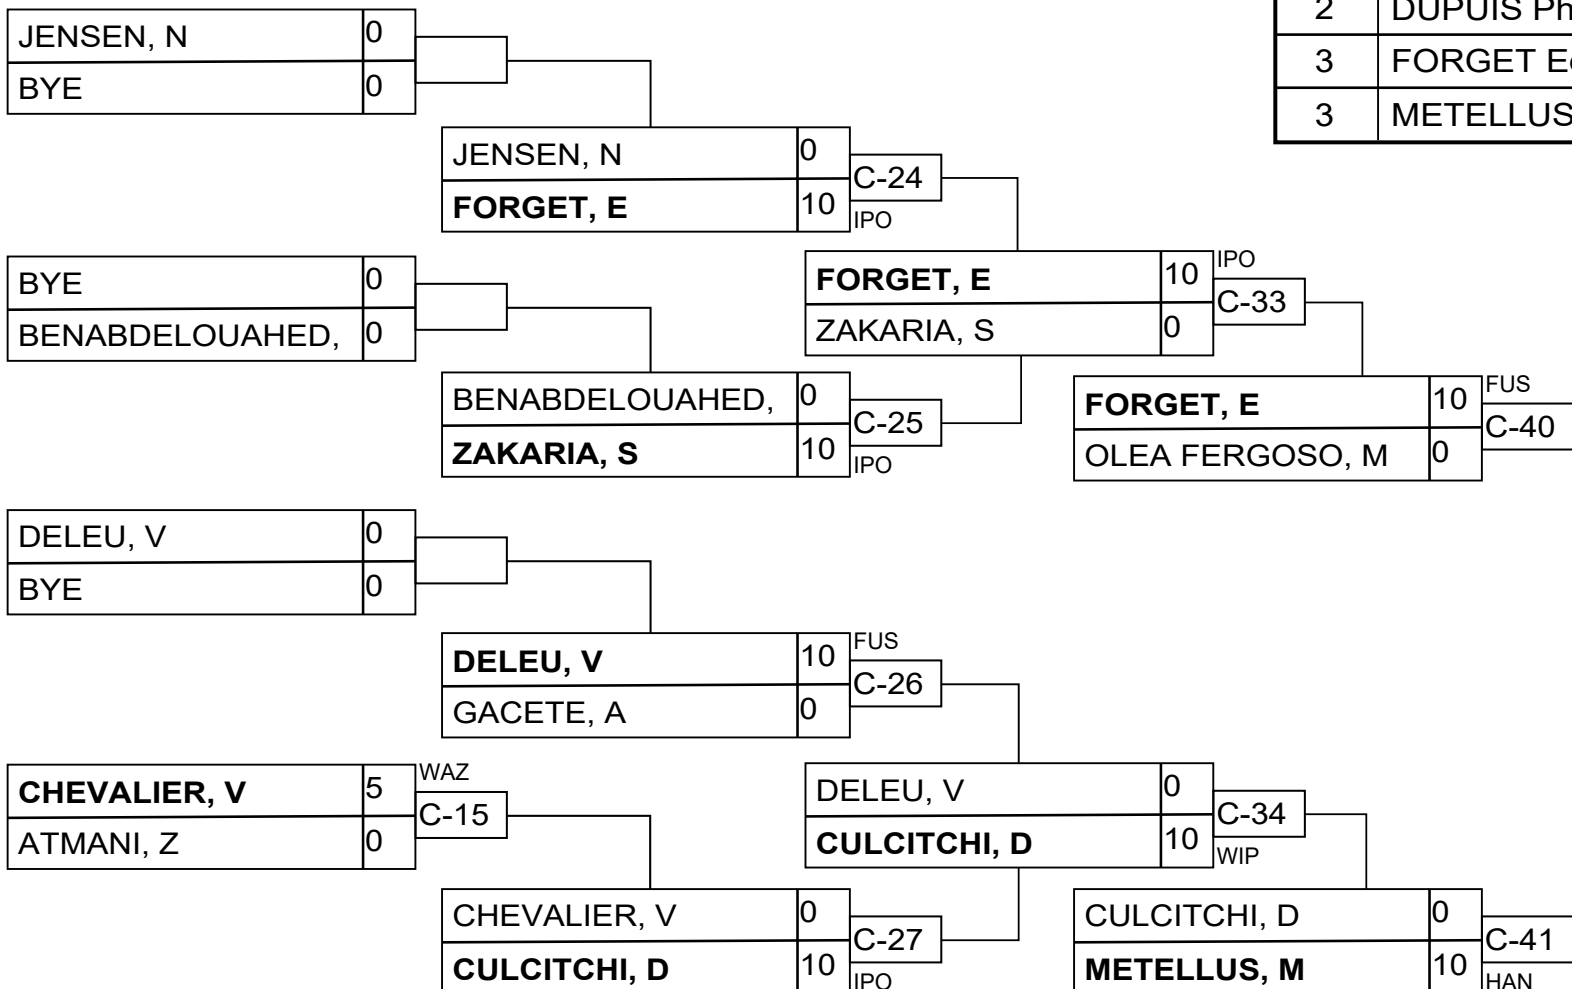 2 DUPUIS Ph
JENSEN, N 0
3 FORGET E
BYE 0
3 METELLUS
JENSEN, N 0
C-24
FORGET, E 10
IPO
BYE 0
BENABDELOUAHED, 0
FORGET, E 10 IPO
C-33
ZAKARIA, S 0
BENABDELOUAHED, 0
C-25
ZAKARIA, S 10
IPO
FORGET, E 10 FUS
C-40
OLEA FERGOSO, M 0
DELEU, V 0
BYE 0
DELEU, V 10 FUS
C-26
GACETE, A 0
CHEVALIER, V 5 WAZ
C-15
ATMANI, Z 0
DELEU, V 0
C-34
CULCITCHI, D 10
WIP
CHEVALIER, V 0
C-27
CULCITCHI, D 10
IPO
CULCITCHI, D 0
C-41
METELLUS, M 10
HAN